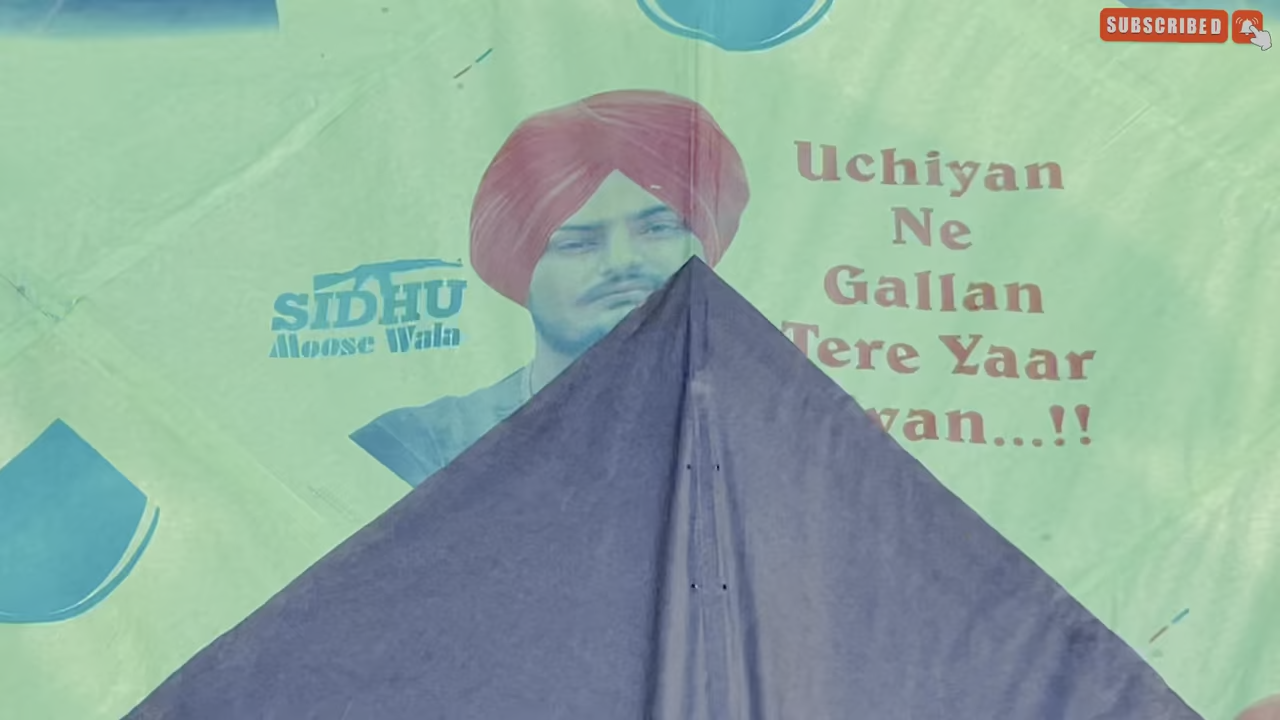 SUBSCRIBED
SIDHU
Moose Wala
Uchiyan
Ne
Gallan
Tere Yaar
...!!